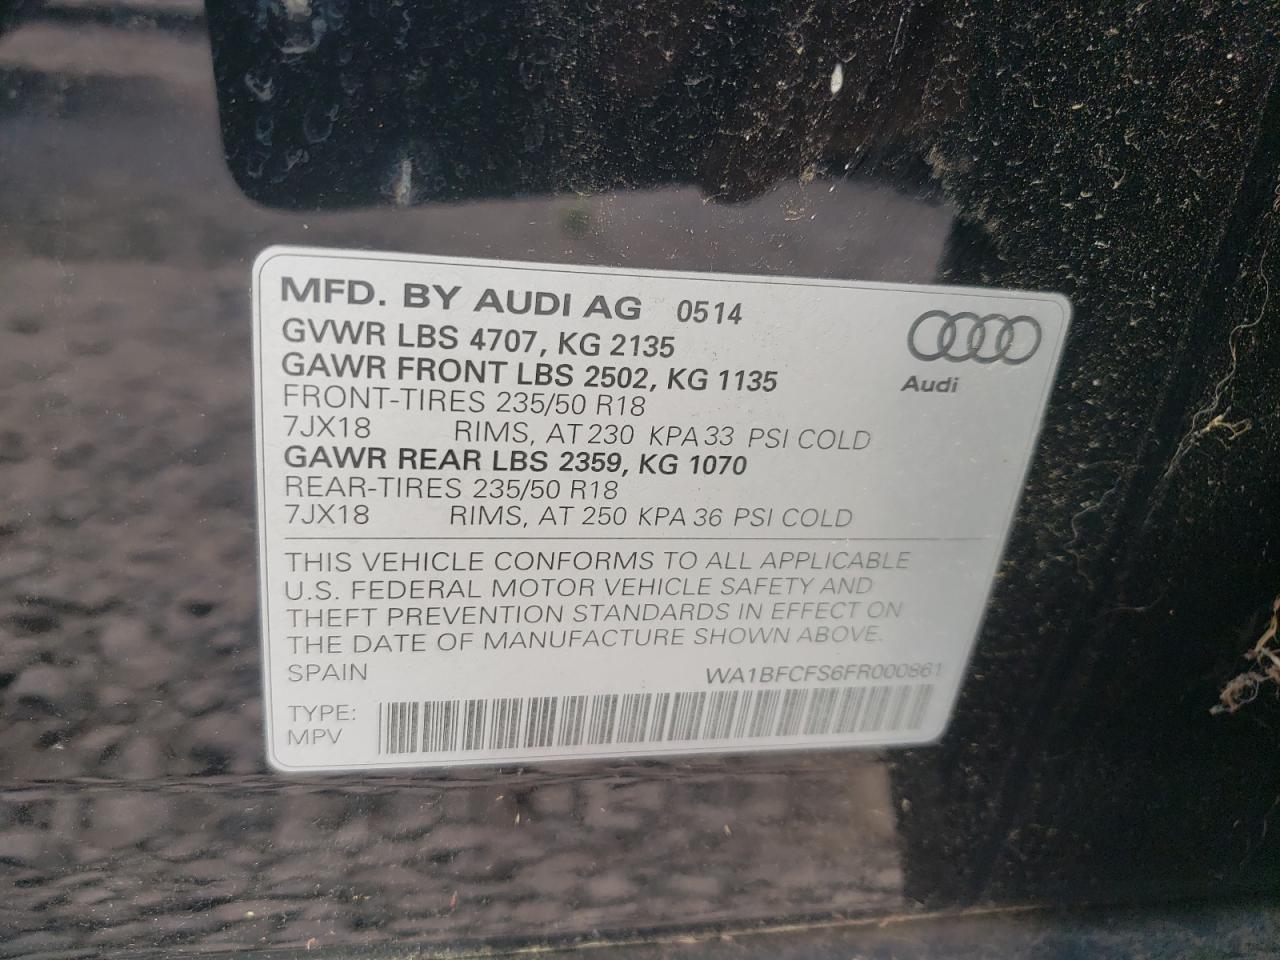 MFD. BY AUDI AG 0514
GVWR LBS 4707, KG 2135
GAWR FRONT LBS 2502, KG 1135
FRONT-TIRES 235/50 R18
7JX18 RIMS, AT 230 KPA 33 PSI COLD
GAWR REAR LBS 2359, KG 1070
REAR-TIRES 235/50 R18
7JX18 RIMS, AT 250 KPA 36 PSI COLD
Audi
THIS VEHICLE CONFORMS TO ALL APPLICABLE
U.S. FEDERAL MOTOR VEHICLE SAFETY AND
THEFT PREVENTION STANDARDS IN EFFECT ON
THE DATE OF MANUFACTURE SHOWN ABOVE.
SPAIN WA1BFCFS6FR000861
TYPE:
MPV